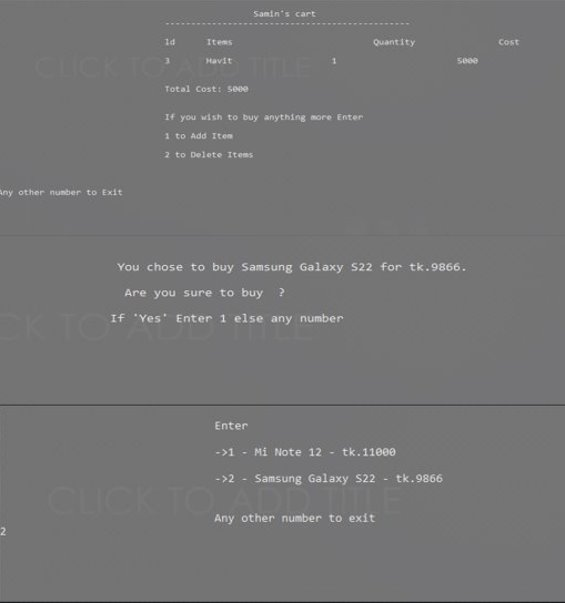 Samin's cart
-------------------------------------------------
Id Items Quantity Cost
3 Havit 1 5000
CLICK TO ADD TITLE
Total Cost: 5000
If you wish to buy anything more Enter
1 to Add Item
2 to Delete Items
Any other number to Exit
You chose to buy Samsung Galaxy S22 for tk.9866.
Are you sure to buy ?
If 'Yes' Enter 1 else any number
CK TO ADD TITLE
Enter
->1 - Mi Note 12 - tk.11000
->2 - Samsung Galaxy S22 - tk.9866
CLICK TO ADD TITLE
Any other number to exit
2